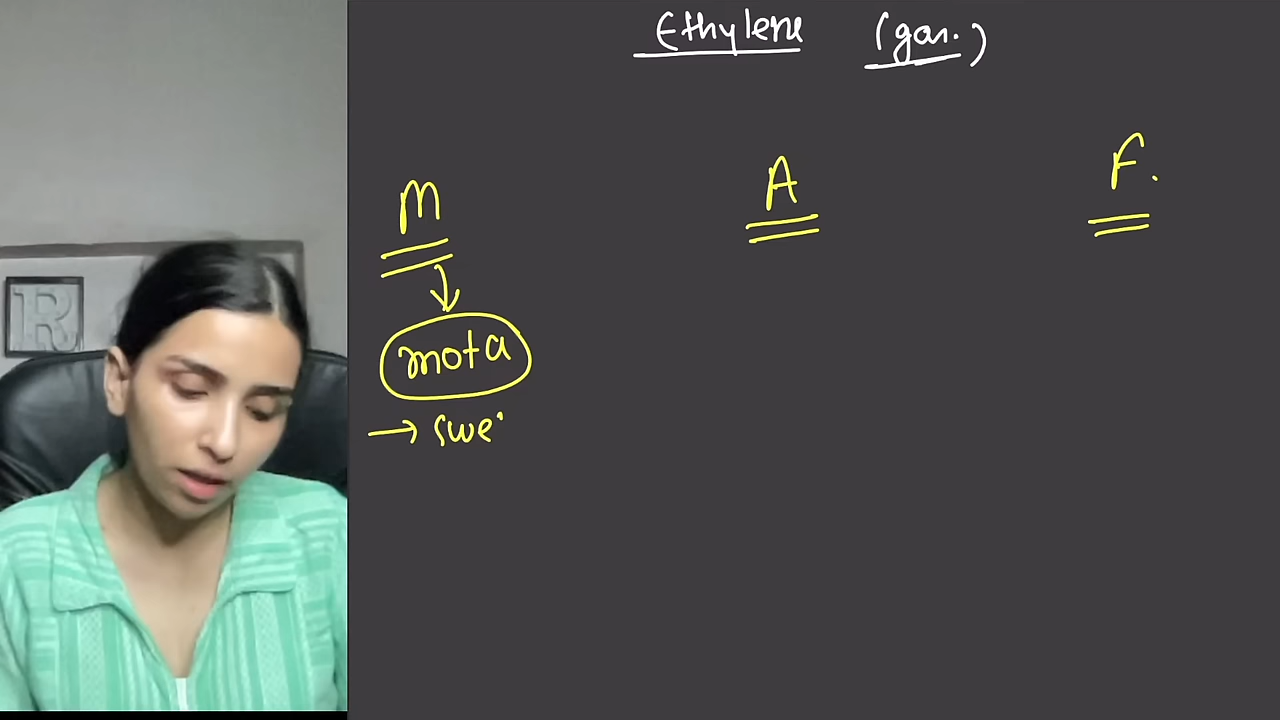 Ethylene (gas.)
M A F.
↓
mota
→ swe
R